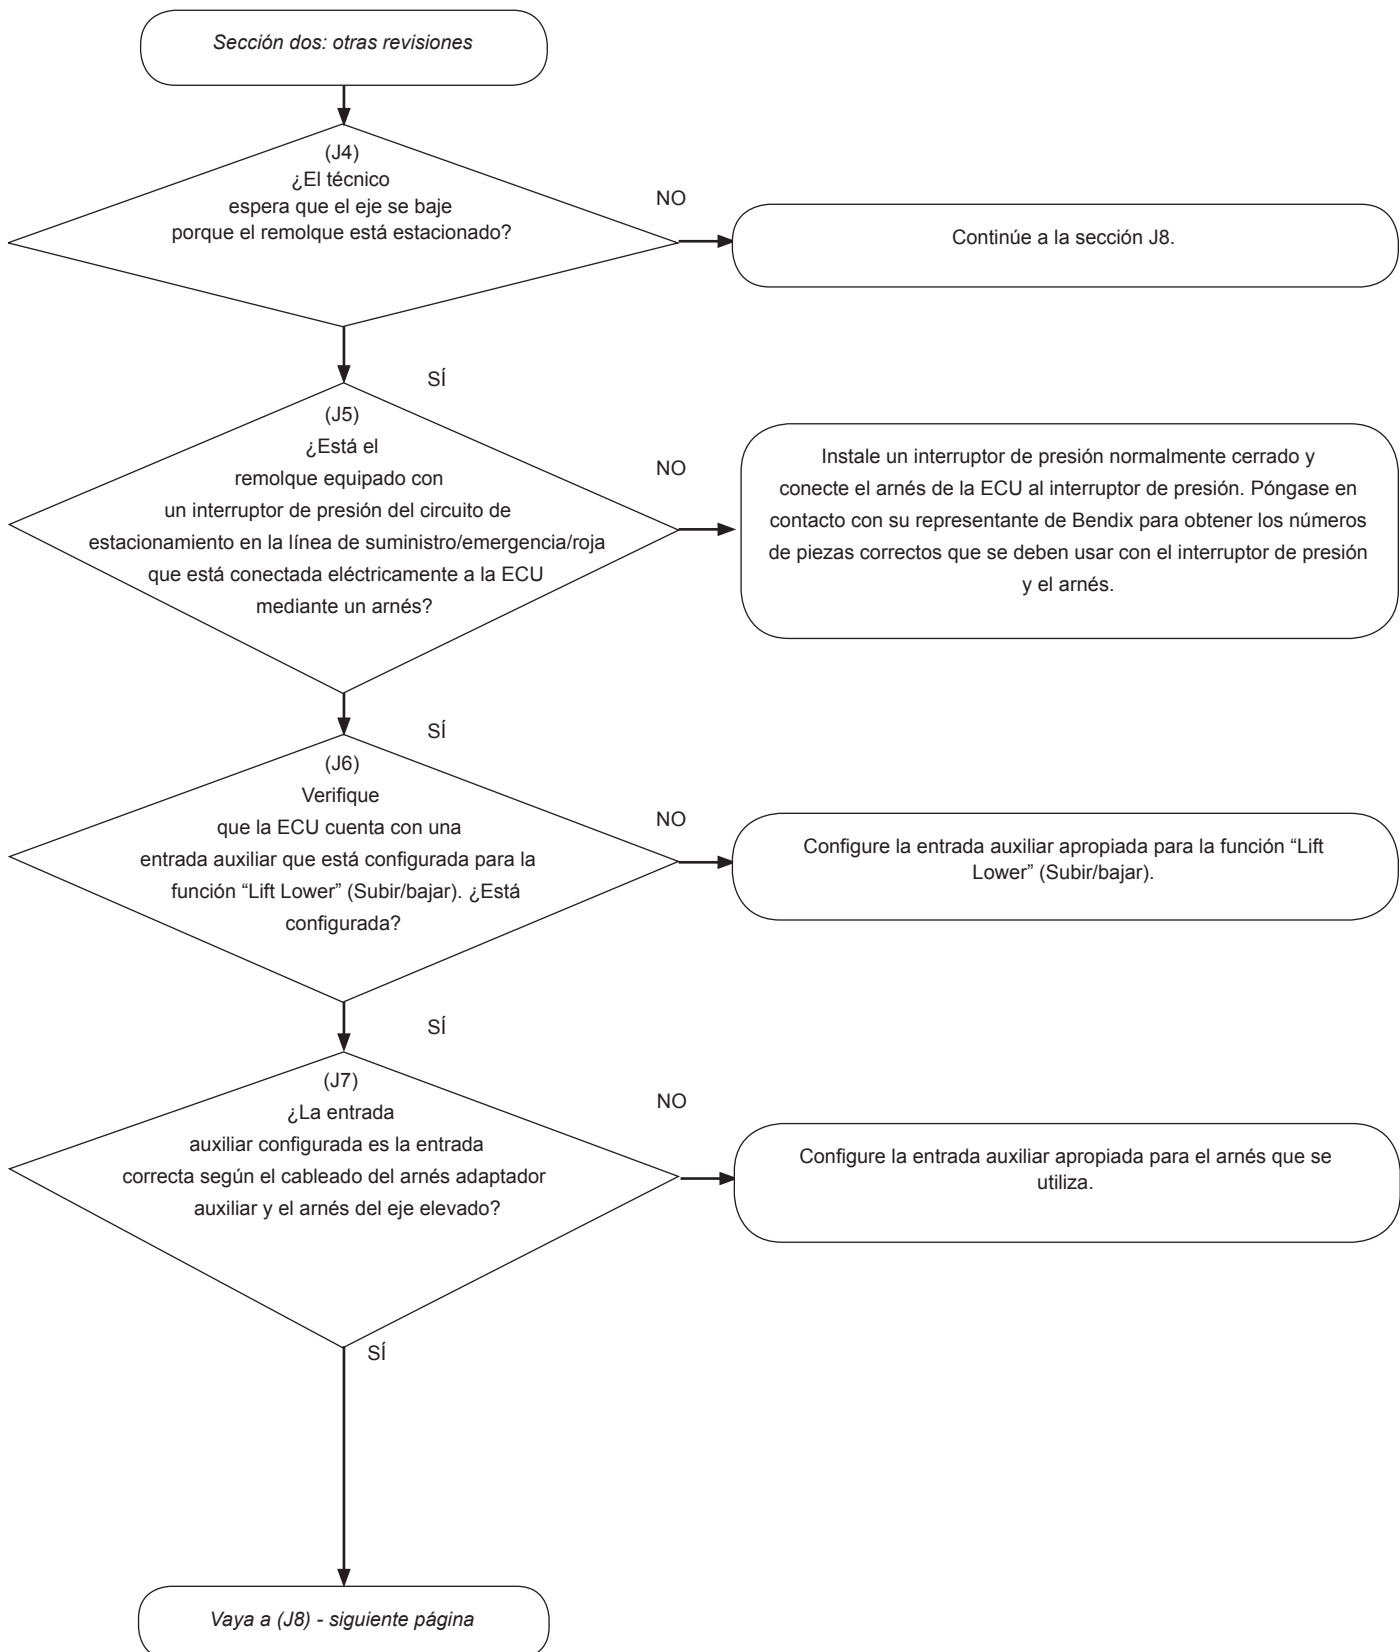 Sección dos: otras revisiones
(J4)
¿El técnico
espera que el eje se baje
porque el remolque está estacionado?
NO
Continúe a la sección J8.
SÍ
(J5)
¿Está el
remolque equipado con
un interruptor de presión del circuito de
estacionamiento en la línea de suministro/emergencia/roja
que está conectada eléctricamente a la ECU
mediante un arnés?
NO
Instale un interruptor de presión normalmente cerrado y
conecte el arnés de la ECU al interruptor de presión. Póngase en
contacto con su representante de Bendix para obtener los números
de piezas correctos que se deben usar con el interruptor de presión
y el arnés.
SÍ
(J6)
Verifique
que la ECU cuenta con una
entrada auxiliar que está configurada para la
función “Lift Lower” (Subir/bajar). ¿Está
configurada?
NO
Configure la entrada auxiliar apropiada para la función “Lift
Lower” (Subir/bajar).
SÍ
(J7)
¿La entrada
auxiliar configurada es la entrada
correcta según el cableado del arnés adaptador
auxiliar y el arnés del eje elevado?
NO
Configure la entrada auxiliar apropiada para el arnés que se
utiliza.
SÍ
Vaya a (J8) - siguiente página